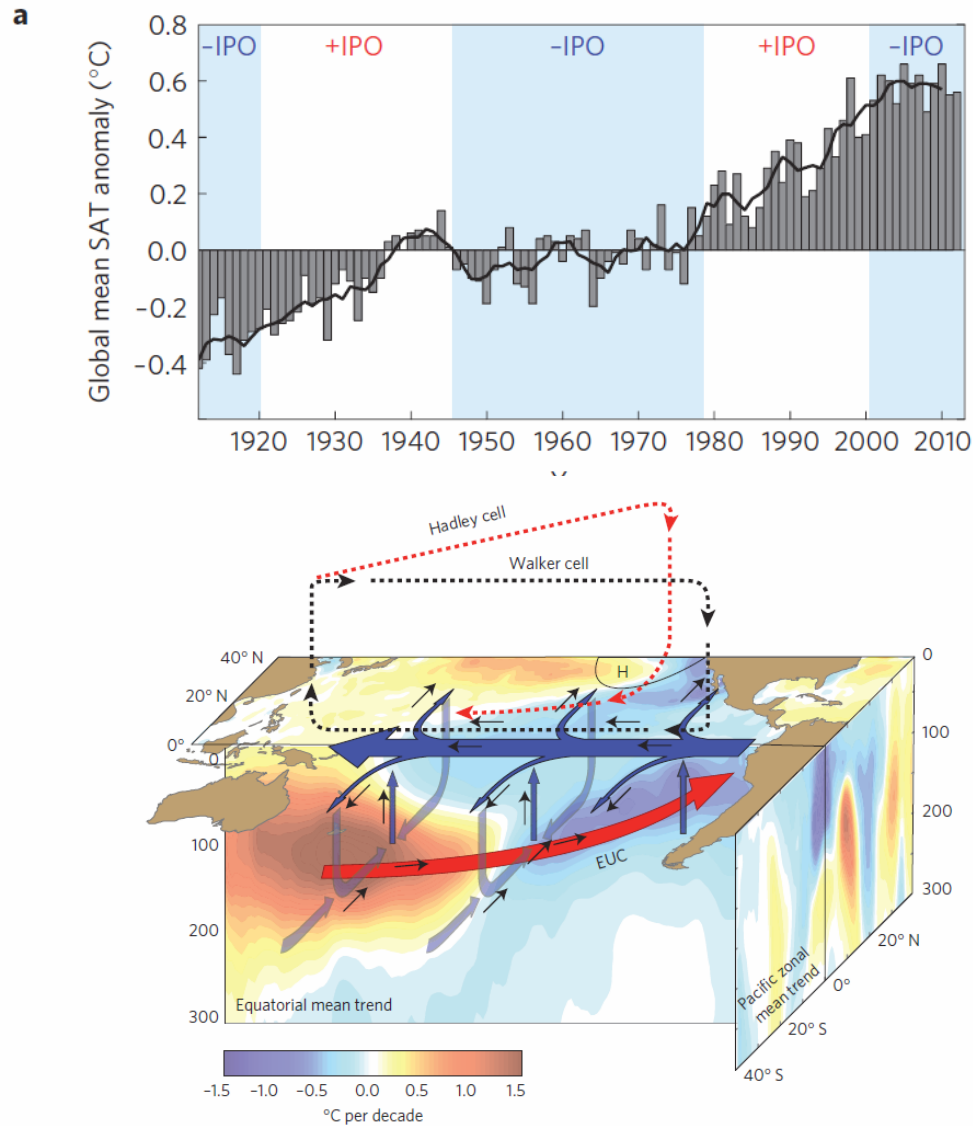 a
Global mean SAT anomaly (°C)
0.8
0.6
0.4
0.2
0.0
−0.2
−0.4
–IPO
+IPO
–IPO
+IPO
–IPO
1920
1930
1940
1950
1960
1970
1980
1990
2000
2010
Hadley cell
Walker cell
40° N
20° N
0°
H
0
100
200
300
0
100
200
300
EUC
Equatorial mean trend
Pacific zonal
mean trend
20° N
0°
20° S
40° S
−1.5
−1.0
−0.5
0.0
0.5
1.0
1.5
°C per decade